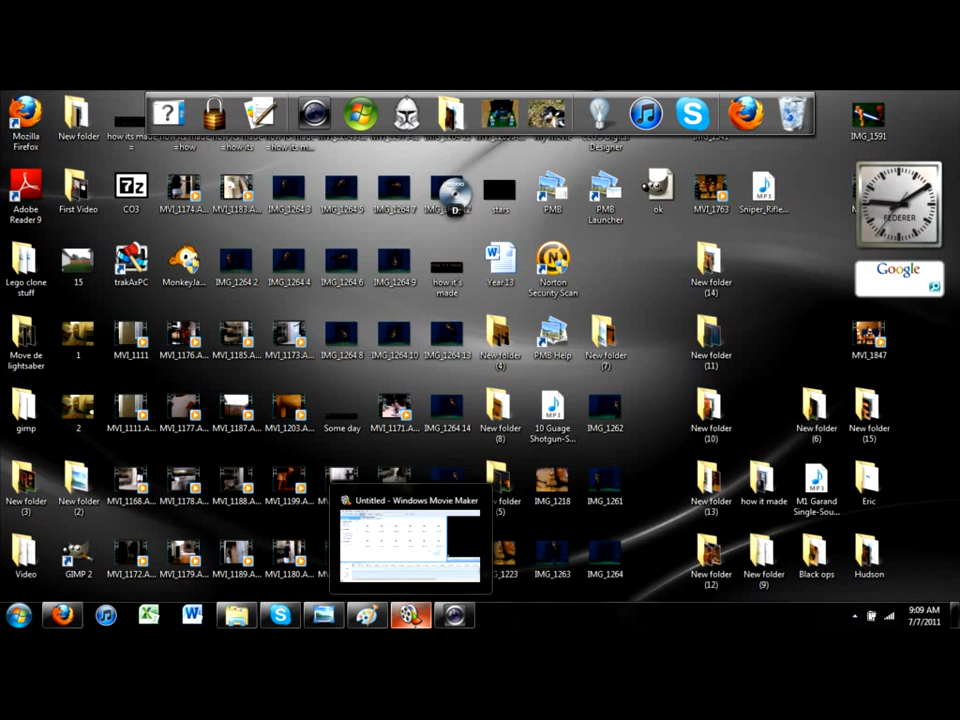 Mozilla
Firefox
New folder
how its made
=
=how
=how its
=how its m...
Designer
IMG_1591
Adobe
Reader 9
First Video
7z
CO3
MVI_1174.A...
MVI_1183.A...
IMG_1264 3
IMG_1264 5
IMG_1264 7
D:
stars
PMB
PMB
Launcher
ok
MVI_1763
Sniper_Rifle...
FEDERER
Google
Lego clone
stuff
15
trakAxPC
MonkeyJa...
IMG_1264 2
IMG_1264 4
IMG_1264 6
IMG_1264 9
how it's
made
Year13
Norton
Security Scan
New folder
(14)
Move de
lightsaber
1
MVI_1111
MVI_1176.A...
MVI_1185.A...
MVI_1173.A...
IMG_1264 8
IMG_1264 10
IMG_1264 13
New folder
(4)
PMB Help
New folder
(7)
New folder
(11)
MVI_1847
gimp
2
MVI_1111.A...
MVI_1177.A...
MVI_1187.A...
MVI_1203.A...
Some day
MVI_1171.A...
IMG_1264 14
New folder
(8)
MP3
10 Guage
Shotgun-S...
IMG_1262
New folder
(10)
New folder
(6)
New folder
(15)
New folder
(3)
New folder
(2)
MVI_1168.A...
MVI_1178.A...
MVI_1188.A...
MVI_1199.A...
folder
(5)
IMG_1218
IMG_1261
New folder
(13)
how it made
MP3
M1 Garand
Single-Sou...
Eric
Untitled - Windows Movie Maker
Video
GIMP 2
MVI_1172.A...
MVI_1179.A...
MVI_1189.A...
MVI_1180.A...
IMG_1263
IMG_1264
New folder
(12)
New folder
(9)
Black ops
Hudson
9:09 AM
7/7/2011